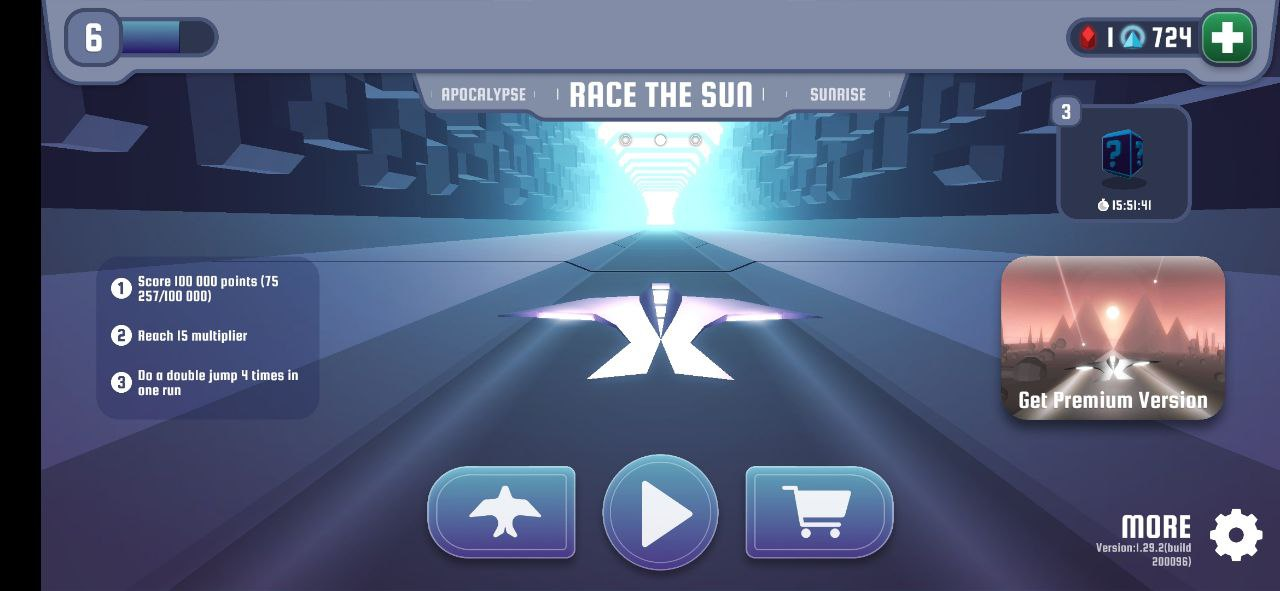 6
1 724
APOCALYPSE RACE THE SUN SUNRISE
3
? ?
15:51:41
1 Score 100 000 points (75
257/100 000)
2 Reach 15 multiplier
3 Do a double jump 4 times in
one run
Get Premium Version
MORE
Version:1.29.2(build
200096)